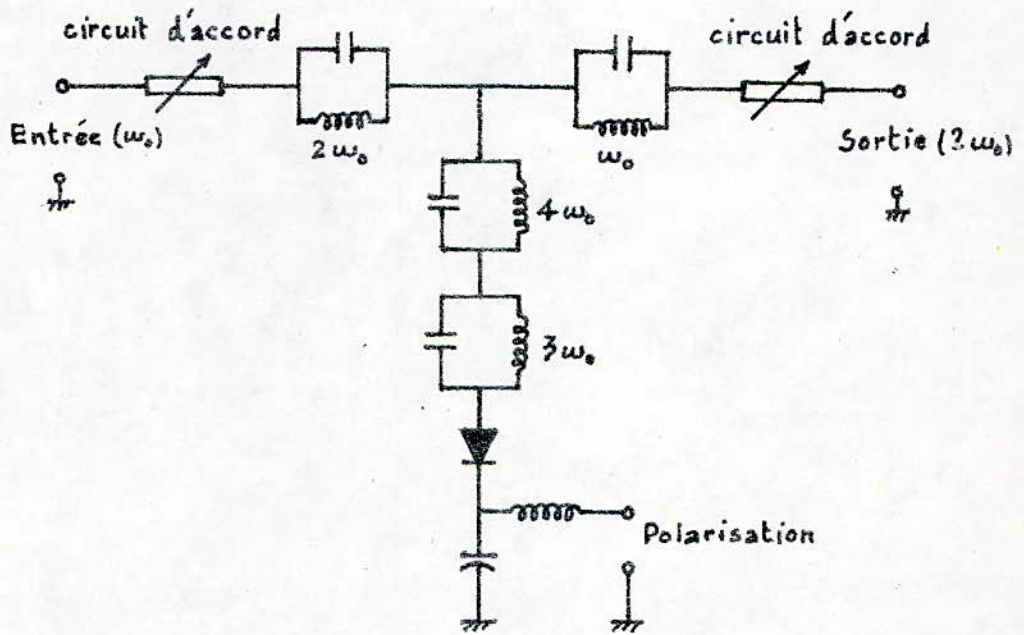 circuit d'accord
circuit d'accord
Entrée (ω₀)
2ω₀
ω₀
Sortie (2ω₀)
4ω₀
3ω₀
Polarisation